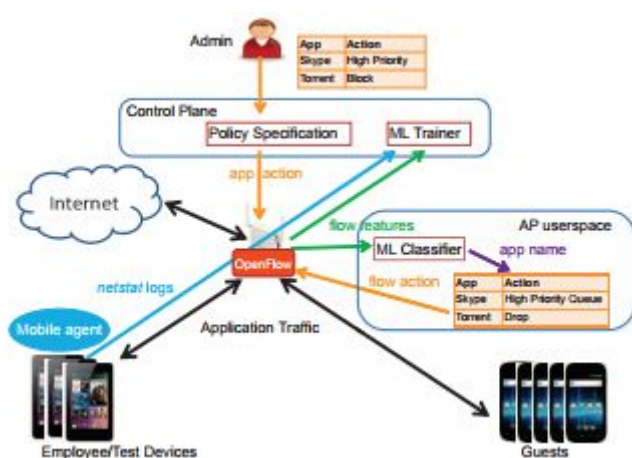 Admin
App Action
Skype High Priority
Torrent Block
Control Plane
Policy Specification ML Trainer
app action
Internet
flow features
AP userspace
OpenFlow
ML Classifier
app name
netstat logs
flow action
App Action
Skype High Priority Queue
Torrent Drop
Mobile agent
Application Traffic
Employee/Test Devices
Guests